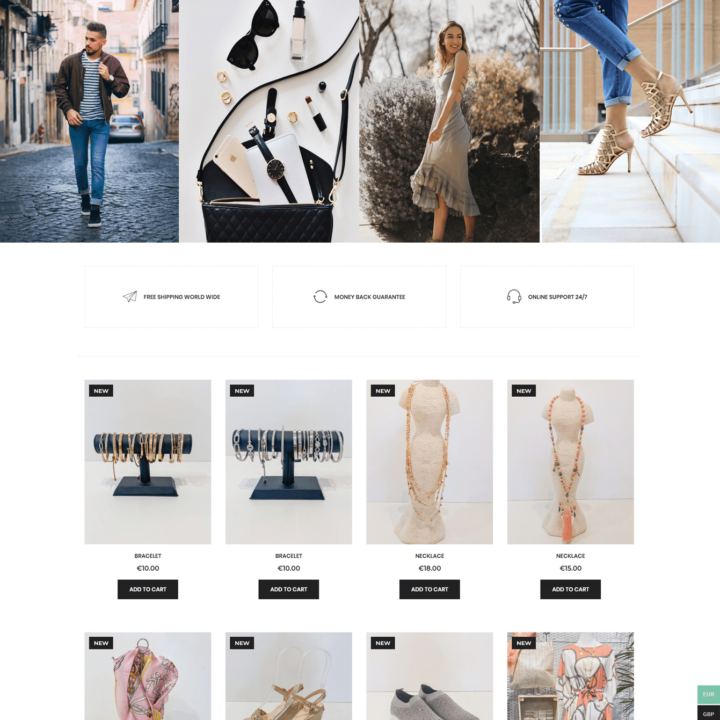 FREE SHIPPING WORLD WIDE
MONEY BACK GUARANTEE
ONLINE SUPPORT 24/7
NEW
NEW
NEW
NEW
BRACELET
BRACELET
NECKLACE
NECKLACE
€10.00
€10.00
€18.00
€15.00
ADD TO CART
ADD TO CART
ADD TO CART
ADD TO CART
NEW
NEW
NEW
NEW
EUR
GBP